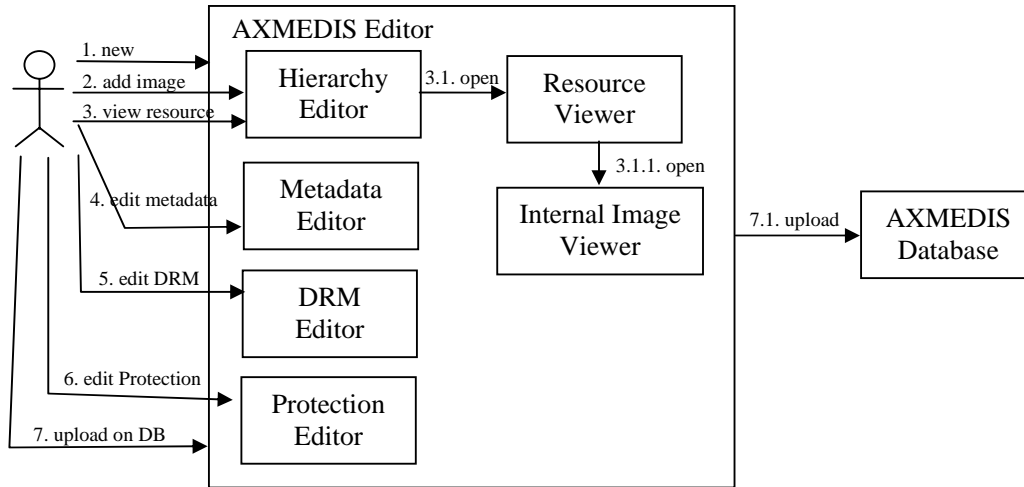 AXMEDIS Editor
1. new
2. add image
3. view resource
Hierarchy
Editor
3.1. open
Resource
Viewer
3.1.1. open
4. edit metadata
Metadata
Editor
Internal Image
Viewer
7.1. upload
AXMEDIS
Database
5. edit DRM
DRM
Editor
6. edit Protection
Protection
Editor
7. upload on DB